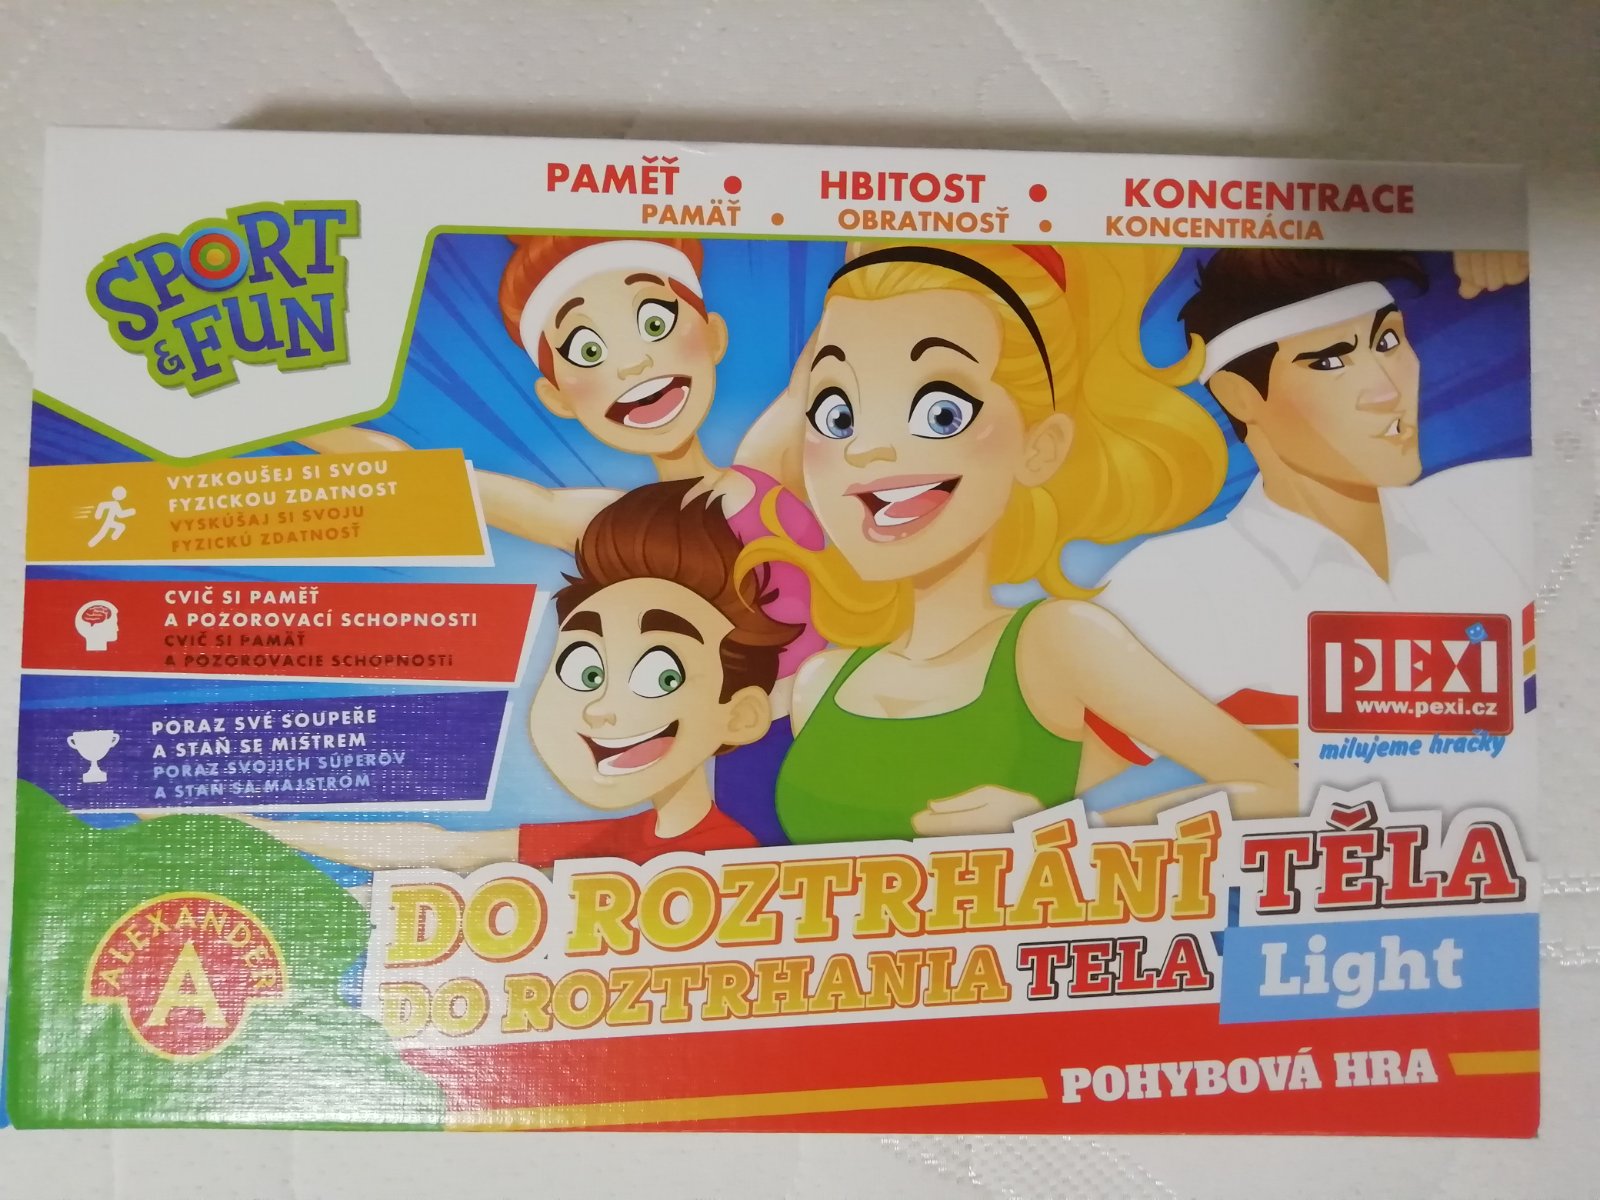 PAMĚŤ • HBITOST • KONCENTRACE
PAMÄŤ • OBRATNOSŤ • KONCENTRÁCIA
SPORT
& FUN
VYZKOUŠEJ SI SVOU
FYZICKOU ZDATNOST
VYSKÚŠAJ SI SVOJU
FYZICKÚ ZDATNOSŤ
CVIČ SI PAMĚŤ
A POZOROVACÍ SCHOPNOSTI
CVIČ SI PAMÄŤ
A POZOROVACIE SCHOPNOSTI
PORAZ SVÉ SOUPEŘE
A STAŇ SE MISTREM
PORAZ SVOJICH SÚPEROV
A STAŇ SA MAJSTROM
PEXI
www.pexi.cz
milujeme hračky
ALEXANDER
A
DO ROZTRHÁNÍ TĚLA
DO ROZTRHANIA TELA
Light
POHYBOVÁ HRA